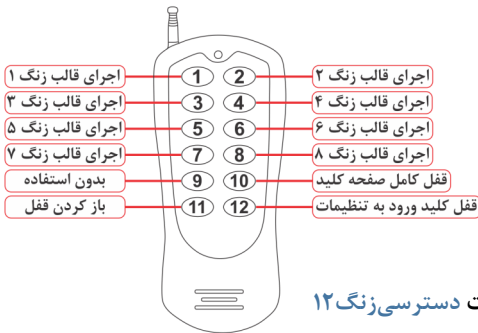 اجرای قالب زنگ ۱ 1 2 اجرای قالب زنگ ۲
اجرای قالب زنگ ۳ 3 4 اجرای قالب زنگ ۴
اجرای قالب زنگ ۵ 5 6 اجرای قالب زنگ ۶
اجرای قالب زنگ ۷ 7 8 اجرای قالب زنگ ۸
بدون استفاده 9 10 قفل کامل صفحه کلید
باز کردن قفل 11 12 قفل کلید ورود به تنظیمات
ت دسترسی‌زنگ۱۲